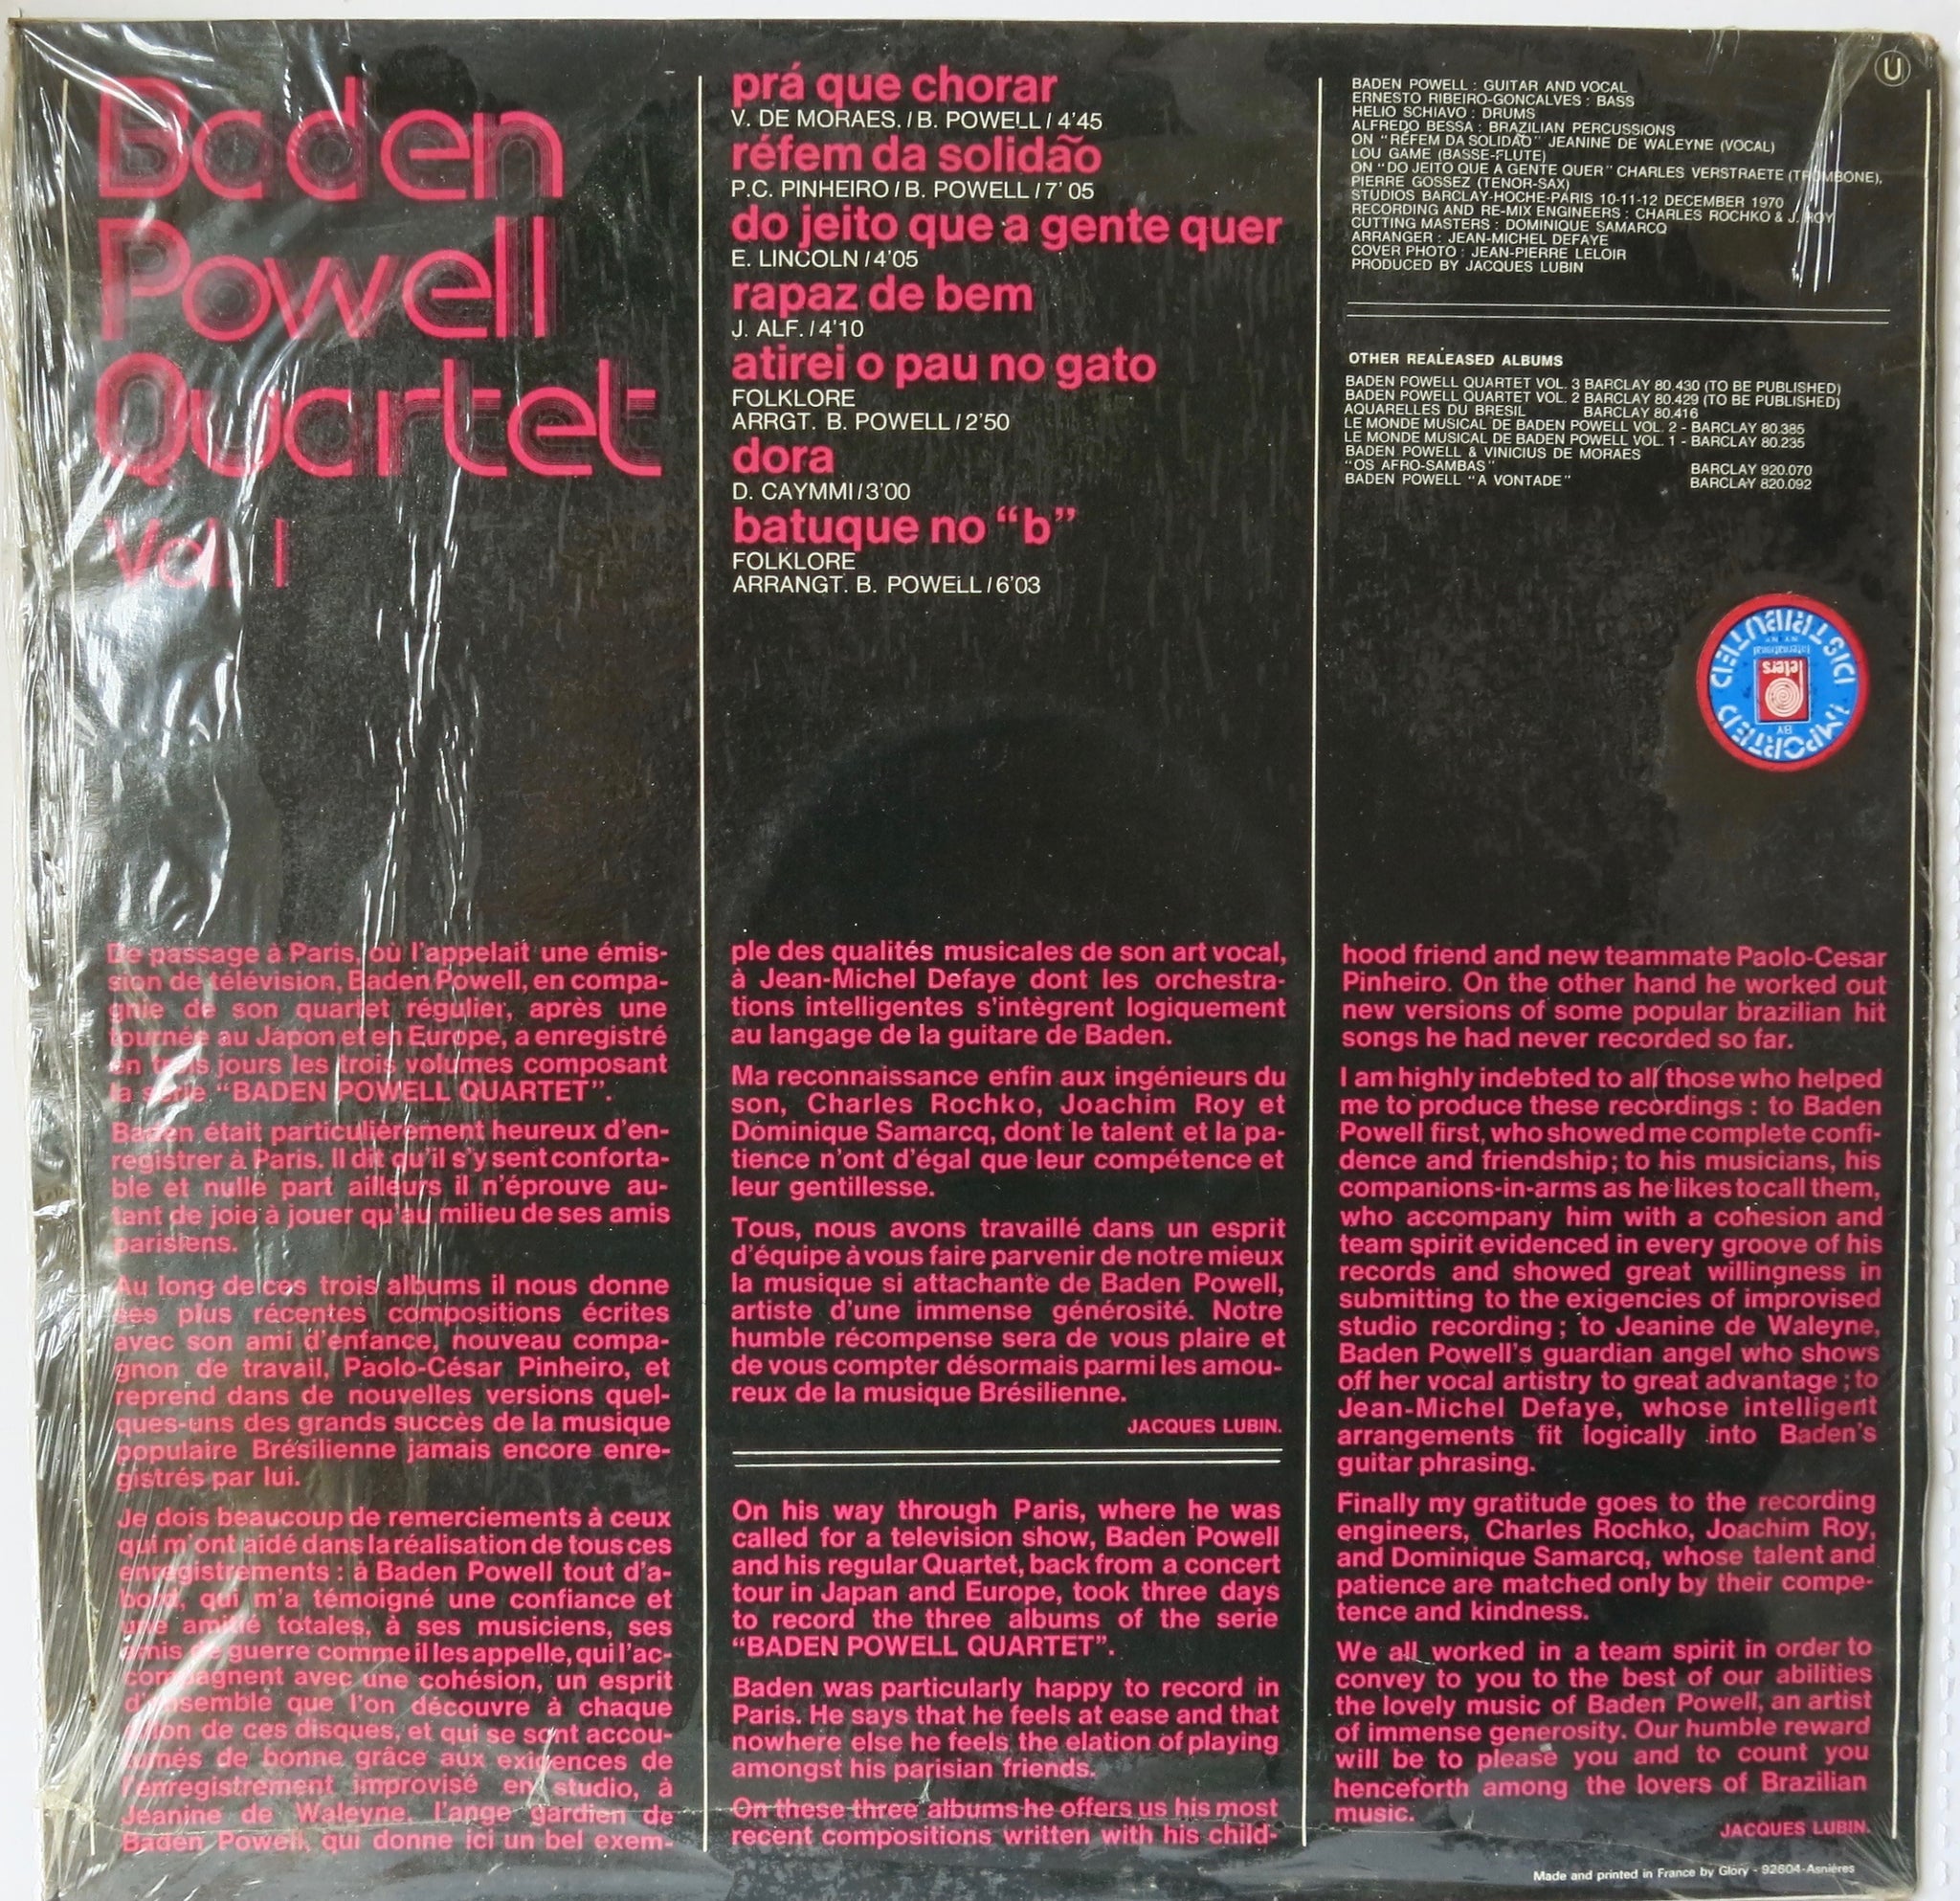 Baden
Powell
Quartet
Vol. I
De passage à Paris, où l'appelait une émis-
sion de télévision, Baden Powell, en compa-
gnie de son quartet régulier, après une
tournée au Japon et en Europe, a enregistré
en trois jours les trois volumes composant
la série “BADEN POWELL QUARTET”.
Baden était particulièrement heureux d'en-
registrer à Paris. Il dit qu'il s'y sent conforta-
ble et nulle part ailleurs il n'éprouve au-
tant de joie à jouer qu'au milieu de ses amis
parisiens.
Au long de ces trois albums il nous donne
ses plus récentes compositions écrites
avec son ami d'enfance, nouveau compa-
gnon de travail, Paolo-César Pinheiro, et
reprend dans de nouvelles versions quel-
ques-uns des grands succès de la musique
populaire Brésilienne jamais encore enre-
gistrés par lui.
Je dois beaucoup de remerciements à ceux
qui m'ont aidé dans la réalisation de tous ces
enregistrements : à Baden Powell tout d'a-
bord, qui m'a témoigné une confiance et
une amitié totales, à ses musiciens, ses
amis de guerre comme il les appelle, qui l'ac-
compagnent avec une cohésion, un esprit
d'ensemble que l'on découvre à chaque
sillon de ces disques, et qui se sont accou-
tumés de bonne grâce aux exigences de
l'enregistrement improvisé en studio, à
Jeanine de Waleyne, l'ange gardien de
Baden Powell, qui donne ici un bel exem-
prá que chorar
V. DE MORAES. / B. POWELL / 4'45
réfem da solidão
P.C. PINHEIRO / B. POWELL / 7' 05
do jeito que a gente quer
E. LINCOLN / 4'05
rapaz de bem
J. ALF. / 4'10
atirei o pau no gato
FOLKLORE
ARRGT. B. POWELL / 2'50
dora
D. CAYMMI / 3'00
batuque no “b”
FOLKLORE
ARRANGT. B. POWELL / 6'03
ple des qualités musicales de son art vocal,
à Jean-Michel Defaye dont les orchestra-
tions intelligentes s'intègrent logiquement
au langage de la guitare de Baden.
Ma reconnaissance enfin aux ingénieurs du
son, Charles Rochko, Joachim Roy et
Dominique Samarcq, dont le talent et la pa-
tience n'ont d'égal que leur compétence et
leur gentillesse.
Tous, nous avons travaillé dans un esprit
d'équipe à vous faire parvenir de notre mieux
la musique si attachante de Baden Powell,
artiste d'une immense générosité. Notre
humble récompense sera de vous plaire et
de vous compter désormais parmi les amou-
reux de la musique Brésilienne.
JACQUES LUBIN.
On his way through Paris, where he was
called for a television show, Baden Powell
and his regular Quartet, back from a concert
tour in Japan and Europe, took three days
to record the three albums of the serie
“BADEN POWELL QUARTET”.
Baden was particularly happy to record in
Paris. He says that he feels at ease and that
nowhere else he feels the elation of playing
amongst his parisian friends.
On these three albums he offers us his most
recent compositions written with his child-
U
BADEN POWELL : GUITAR AND VOCAL
ERNESTO RIBEIRO-GONCALVES : BASS
HELIO SCHIAVO : DRUMS
ALFREDO BESSA : BRAZILIAN PERCUSSIONS
ON “RÉFEM DA SOLIDAO” JEANINE DE WALEYNE (VOCAL)
LOU GAME (BASSE-FLUTE)
ON “DO JEITO QUE A GENTE QUER” CHARLES VERSTRAETE (TROMBONE),
PIERRE GOSSEZ (TENOR-SAX)
STUDIOS BARCLAY-HOCHE-PARIS 10-11-12 DECEMBER 1970
RECORDING AND RE-MIX ENGINEERS : CHARLES ROCHKO & J. ROY
CUTTING MASTERS : DOMINIQUE SAMARCQ
ARRANGER : JEAN-MICHEL DEFAYE
COVER PHOTO : JEAN-PIERRE LELOIR
PRODUCED BY JACQUES LUBIN
OTHER REALEASED ALBUMS
BADEN POWELL QUARTET VOL. 3 BARCLAY 80.430 (TO BE PUBLISHED)
BADEN POWELL QUARTET VOL. 2 BARCLAY 80.429 (TO BE PUBLISHED)
AQUARELLES DU BRESIL BARCLAY 80.416
LE MONDE MUSICAL DE BADEN POWELL VOL. 2 - BARCLAY 80.385
LE MONDE MUSICAL DE BADEN POWELL VOL. 1 - BARCLAY 80.235
BADEN POWELL & VINICIUS DE MORAES
“OS AFRO-SAMBAS” BARCLAY 920.070
BADEN POWELL “A VONTADE” BARCLAY 820.092
IMPORTED BY
peters
International
N.Y. N.Y.
DISTRIBUTED
hood friend and new teammate Paolo-Cesar
Pinheiro. On the other hand he worked out
new versions of some popular brazilian hit
songs he had never recorded so far.
I am highly indebted to all those who helped
me to produce these recordings : to Baden
Powell first, who showed me complete confi-
dence and friendship; to his musicians, his
companions-in-arms as he likes to call them,
who accompany him with a cohesion and
team spirit evidenced in every groove of his
records and showed great willingness in
submitting to the exigencies of improvised
studio recording ; to Jeanine de Waleyne,
Baden Powell's guardian angel who shows
off her vocal artistry to great advantage ; to
Jean-Michel Defaye, whose intelligent
arrangements fit logically into Baden's
guitar phrasing.
Finally my gratitude goes to the recording
engineers, Charles Rochko, Joachim Roy,
and Dominique Samarcq, whose talent and
patience are matched only by their compe-
tence and kindness.
We all worked in a team spirit in order to
convey to you to the best of our abilities
the lovely music of Baden Powell, an artist
of immense generosity. Our humble reward
will be to please you and to count you
henceforth among the lovers of Brazilian
music.
JACQUES LUBIN.
Made and printed in France by Glory - 92604-Asnières